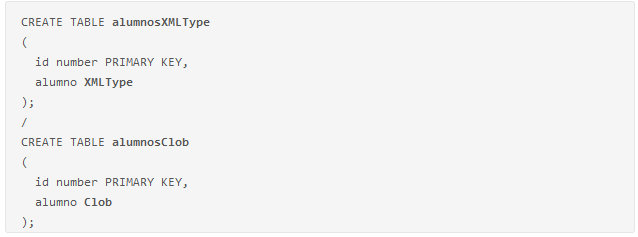 CREATE TABLE alumnosXMLType
(
  id number PRIMARY KEY,
  alumno XMLType
);
/
CREATE TABLE alumnosClob
(
  id number PRIMARY KEY,
  alumno Clob
);